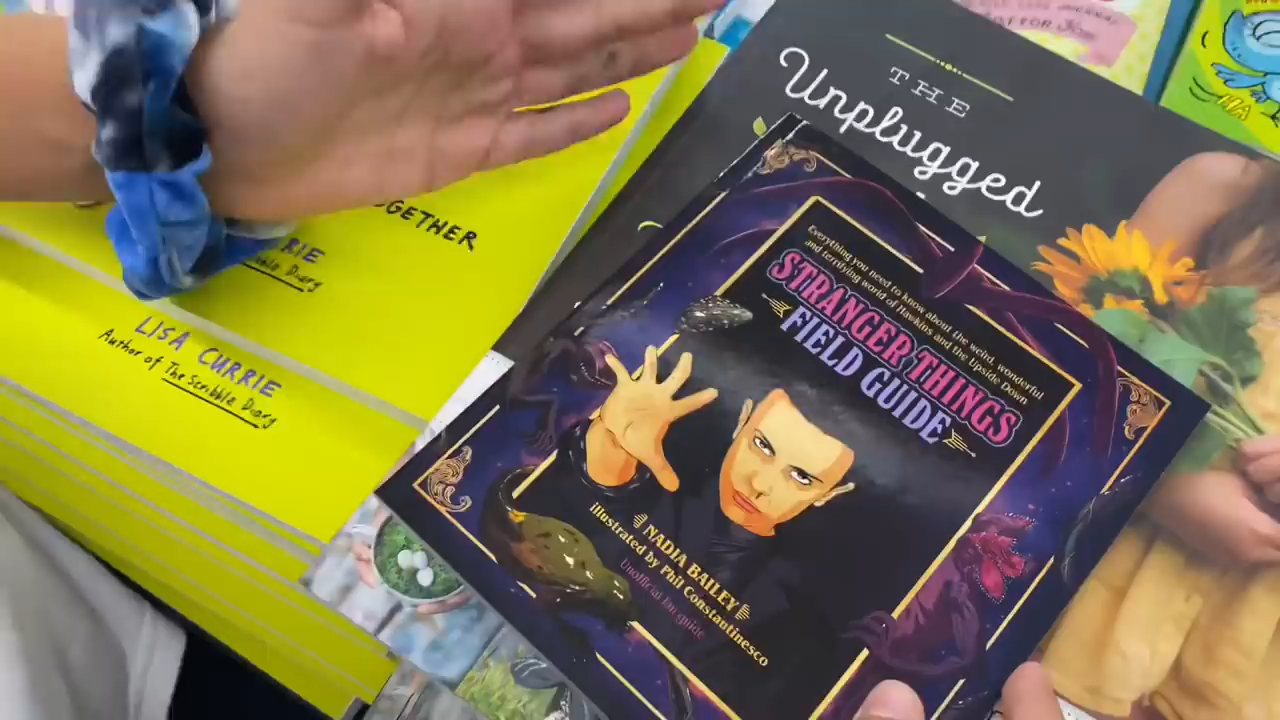 THE
Unplugged
Everything you need to know about the weird, wonderful
and terrifying world of Hawkins and the Upside Down
STRANGER THINGS
FIELD GUIDE
NADIA BAILEY
illustrated by Phil Constantinesco
Unofficial fan guide
LISA CURRIE
Author of The Scribble Diary